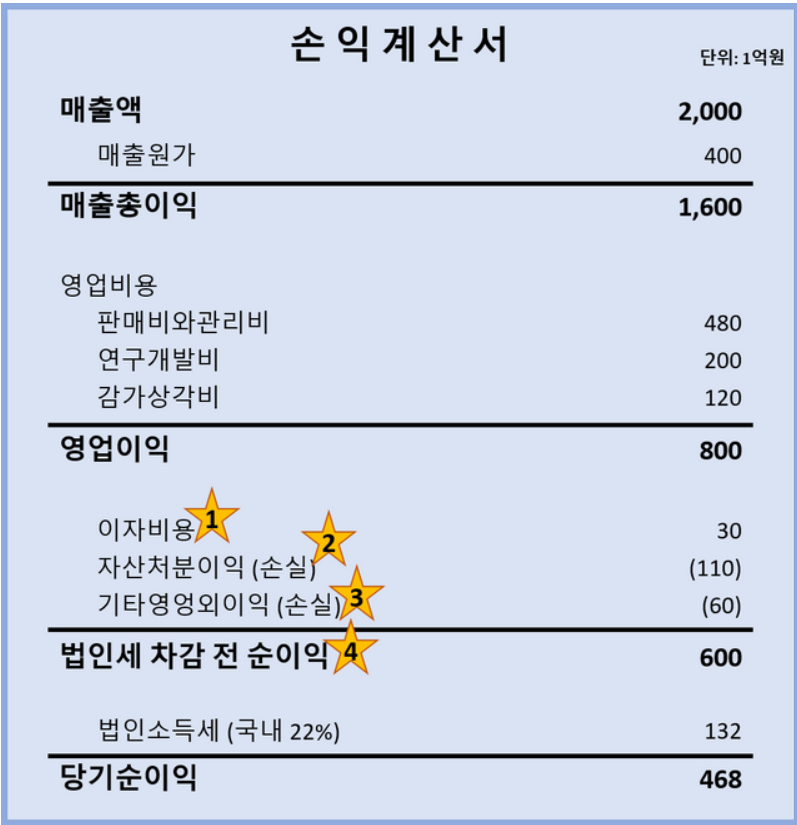 손 익 계 산 서
단위: 1억원
매출액 2,000
매출원가 400
매출총이익 1,600
영업비용
판매비와관리비 480
연구개발비 200
감가상각비 120
영업이익 800
이자비용 1 30
자산처분이익 (손실) 2 (110)
기타영엉외이익 (손실) 3 (60)
법인세 차감 전 순이익 4 600
법인소득세 (국내 22%) 132
당기순이익 468